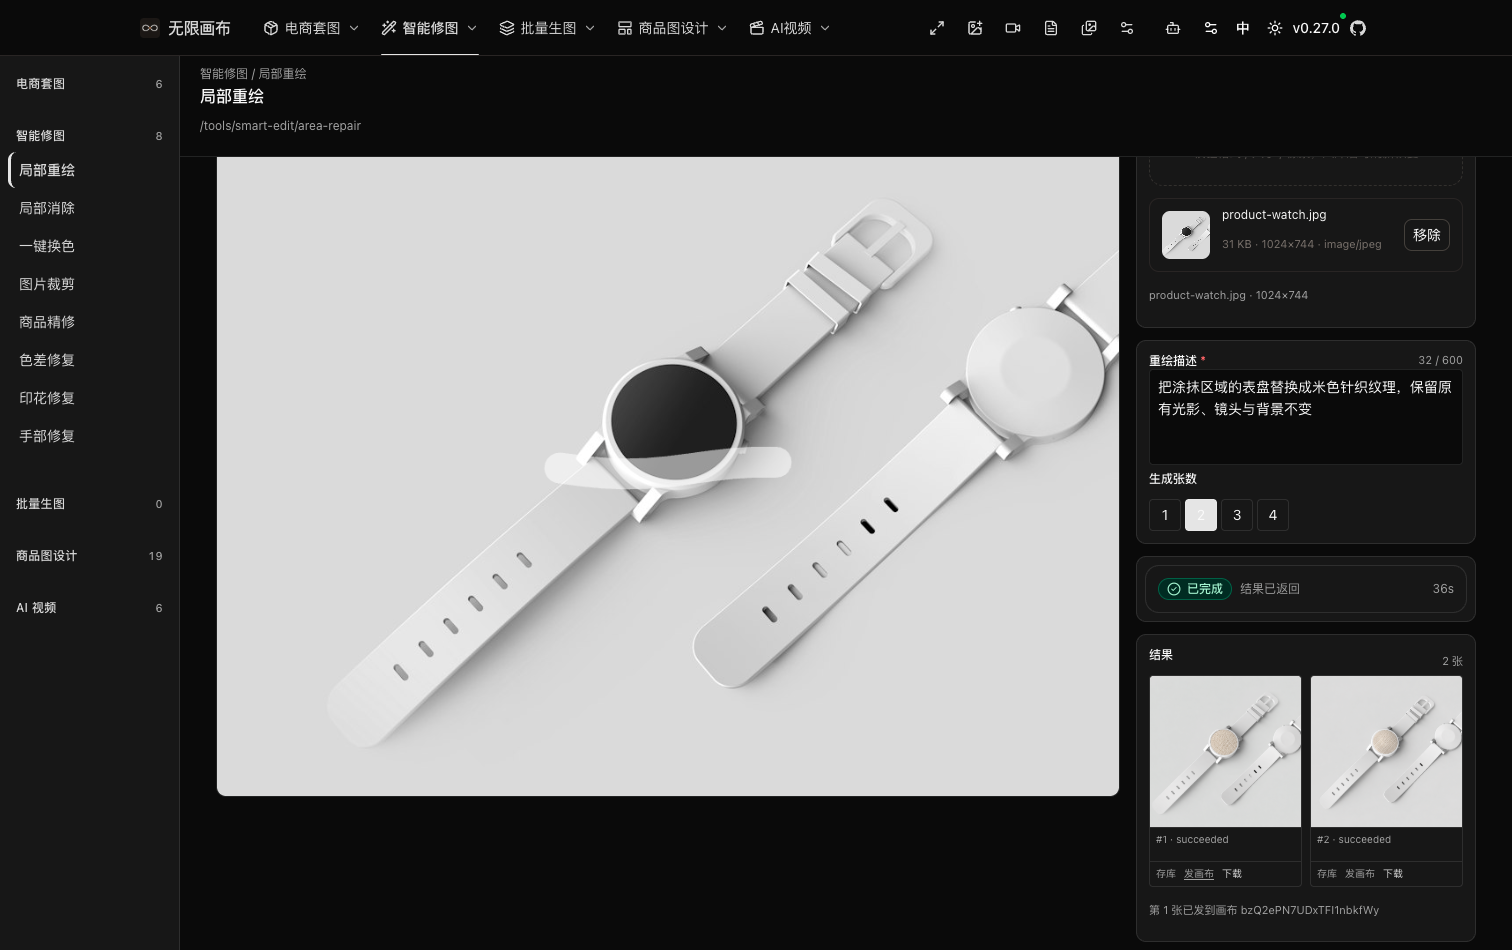 无限画布
电商套图
智能修图
批量生图
商品图设计
AI视频
中
v0.27.0
电商套图 6
智能修图 8
局部重绘
局部消除
一键换色
图片裁剪
商品精修
色差修复
印花修复
手部修复
批量生图 0
商品图设计 19
AI 视频 6
智能修图 / 局部重绘
局部重绘
/tools/smart-edit/area-repair
product-watch.jpg
31 KB · 1024×744 · image/jpeg
移除
product-watch.jpg · 1024×744
重绘描述 * 32 / 600
把涂抹区域的表盘替换成米色针织纹理，保留原
有光影、镜头与背景不变
生成张数
1 2 3 4
已完成 结果已返回 36s
结果 2 张
#1 · succeeded
存库 发画布 下载
#2 · succeeded
存库 发画布 下载
第 1 张已发到画布 bzQ2ePN7UDxTFI1nbkfWy